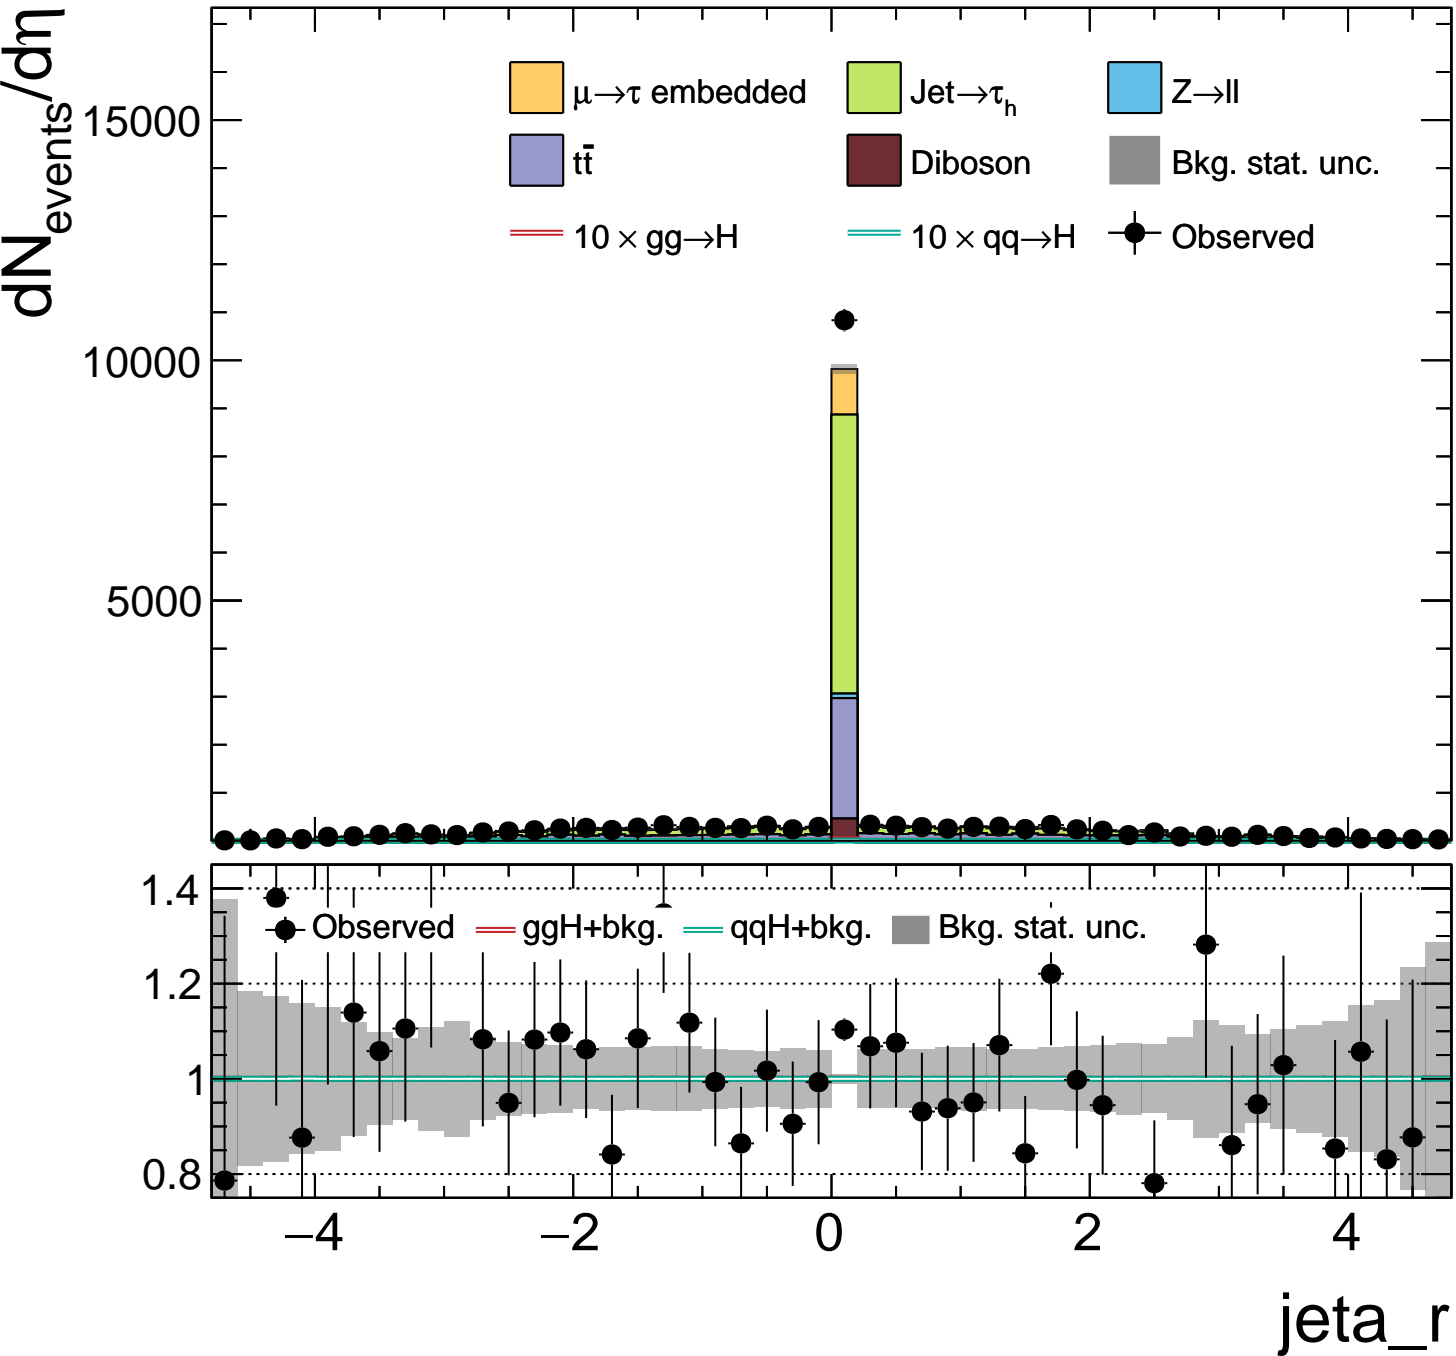 dN_events/dη
15000
10000
5000
μ→τ embedded
Jet→τ_h
Z→ll
tt̄
Diboson
Bkg. stat. unc.
10 × gg→H
10 × qq→H
Observed
1.4
1.2
1
0.8
Observed
ggH+bkg.
qqH+bkg.
Bkg. stat. unc.
−4
−2
0
2
4
jeta_r